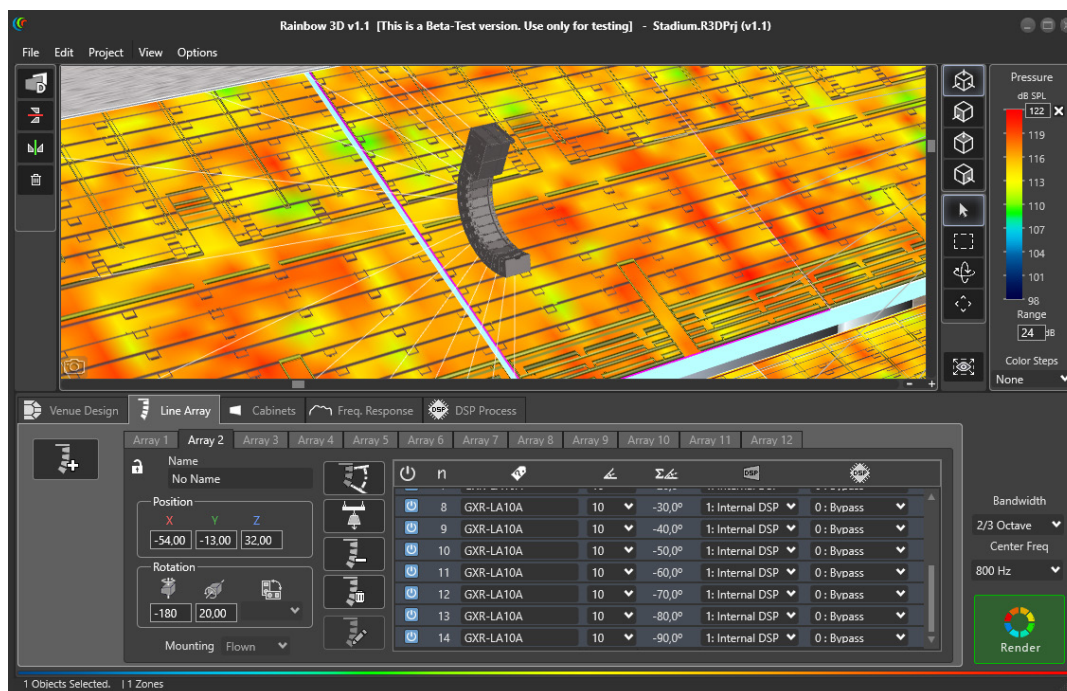 Rainbow 3D v1.1 [This is a Beta-Test version. Use only for testing] - Stadium.R3DPrj (v1.1)
File Edit Project View Options
Pressure
dB SPL
122
119
116
113
110
107
104
101
98
Range
24 dB
Color Steps
None
Venue Design Line Array Cabinets Freq. Response DSP DSP Process
Array 1 Array 2 Array 3 Array 4 Array 5 Array 6 Array 7 Array 8 Array 9 Array 10 Array 11 Array 12
Name
No Name
Position
X Y Z
-54,00 -13,00 32,00
Rotation
-180 20,00
Mounting Flown
n Σ DSP DSP
8 GXR-LA10A 10 -30,0º 1: Internal DSP 0 : Bypass
9 GXR-LA10A 10 -40,0º 1: Internal DSP 0 : Bypass
10 GXR-LA10A 10 -50,0º 1: Internal DSP 0 : Bypass
11 GXR-LA10A 10 -60,0º 1: Internal DSP 0 : Bypass
12 GXR-LA10A 10 -70,0º 1: Internal DSP 0 : Bypass
13 GXR-LA10A 10 -80,0º 1: Internal DSP 0 : Bypass
14 GXR-LA10A 10 -90,0º 1: Internal DSP 0 : Bypass
Bandwidth
2/3 Octave
Center Freq
800 Hz
Render
1 Objects Selected. | 1 Zones